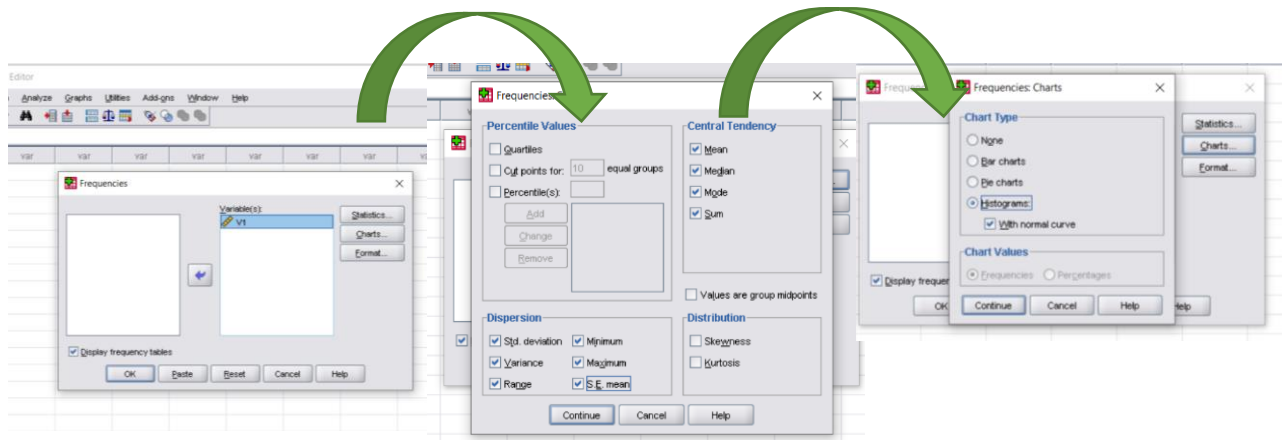 Editor
Analyze Graphs Utilities Add-ons Window Help
var var var var var var var
Frequencies
Variable(s):
V1
Statistics...
Charts...
Format...
Display frequency tables
OK Paste Reset Cancel Help
Frequencies:
Percentile Values
Quartiles
Cut points for: 10 equal groups
Percentile(s):
Add
Change
Remove
Central Tendency
Mean
Median
Mode
Sum
Values are group midpoints
Dispersion
Std. deviation Minimum
Variance Maximum
Range S.E. mean
Distribution
Skewness
Kurtosis
Continue Cancel Help
Frequencies: Charts
Chart Type
None
Bar charts
Pie charts
Histograms:
With normal curve
Chart Values
Frequencies Percentages
Continue Cancel Help
Statistics...
Charts...
Format...
Display frequen
OK
Help